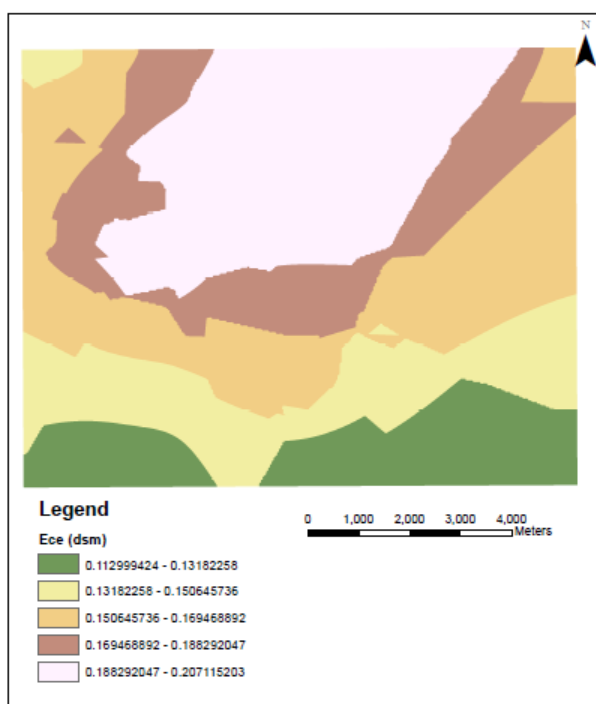 N
Legend
Ece (dsm)
0.112999424 - 0.13182258
0.13182258 - 0.150645736
0.150645736 - 0.169468892
0.169468892 - 0.188292047
0.188292047 - 0.207115203
0 1,000 2,000 3,000 4,000
Meters